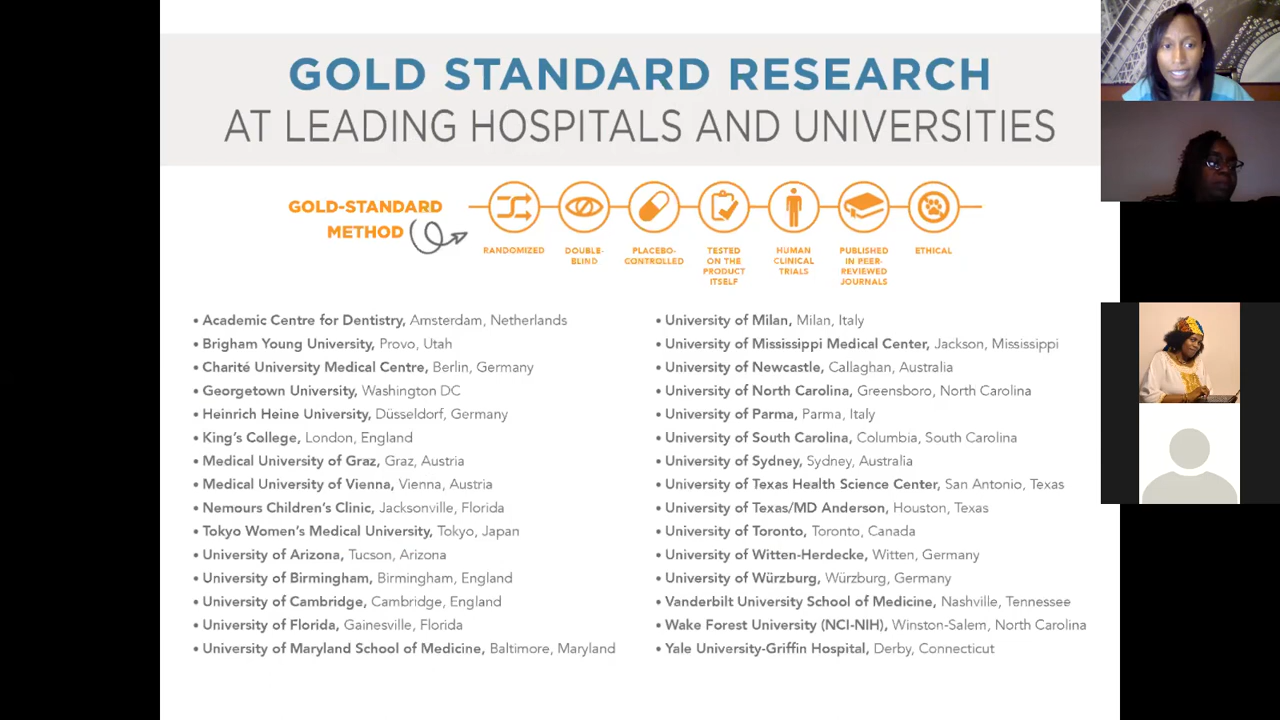 GOLD STANDARD RESEARCH
AT LEADING HOSPITALS AND UNIVERSITIES
GOLD-STANDARD
METHOD
RANDOMIZED
DOUBLE-
BLIND
PLACEBO-
CONTROLLED
TESTED
ON THE
PRODUCT
ITSELF
HUMAN
CLINICAL
TRIALS
PUBLISHED
IN PEER-
REVIEWED
JOURNALS
ETHICAL
• Academic Centre for Dentistry, Amsterdam, Netherlands
• Brigham Young University, Provo, Utah
• Charité University Medical Centre, Berlin, Germany
• Georgetown University, Washington DC
• Heinrich Heine University, Düsseldorf, Germany
• King's College, London, England
• Medical University of Graz, Graz, Austria
• Medical University of Vienna, Vienna, Austria
• Nemours Children's Clinic, Jacksonville, Florida
• Tokyo Women's Medical University, Tokyo, Japan
• University of Arizona, Tucson, Arizona
• University of Birmingham, Birmingham, England
• University of Cambridge, Cambridge, England
• University of Florida, Gainesville, Florida
• University of Maryland School of Medicine, Baltimore, Maryland
• University of Milan, Milan, Italy
• University of Mississippi Medical Center, Jackson, Mississippi
• University of Newcastle, Callaghan, Australia
• University of North Carolina, Greensboro, North Carolina
• University of Parma, Parma, Italy
• University of South Carolina, Columbia, South Carolina
• University of Sydney, Sydney, Australia
• University of Texas Health Science Center, San Antonio, Texas
• University of Texas/MD Anderson, Houston, Texas
• University of Toronto, Toronto, Canada
• University of Witten-Herdecke, Witten, Germany
• University of Würzburg, Würzburg, Germany
• Vanderbilt University School of Medicine, Nashville, Tennessee
• Wake Forest University (NCI-NIH), Winston-Salem, North Carolina
• Yale University-Griffin Hospital, Derby, Connecticut